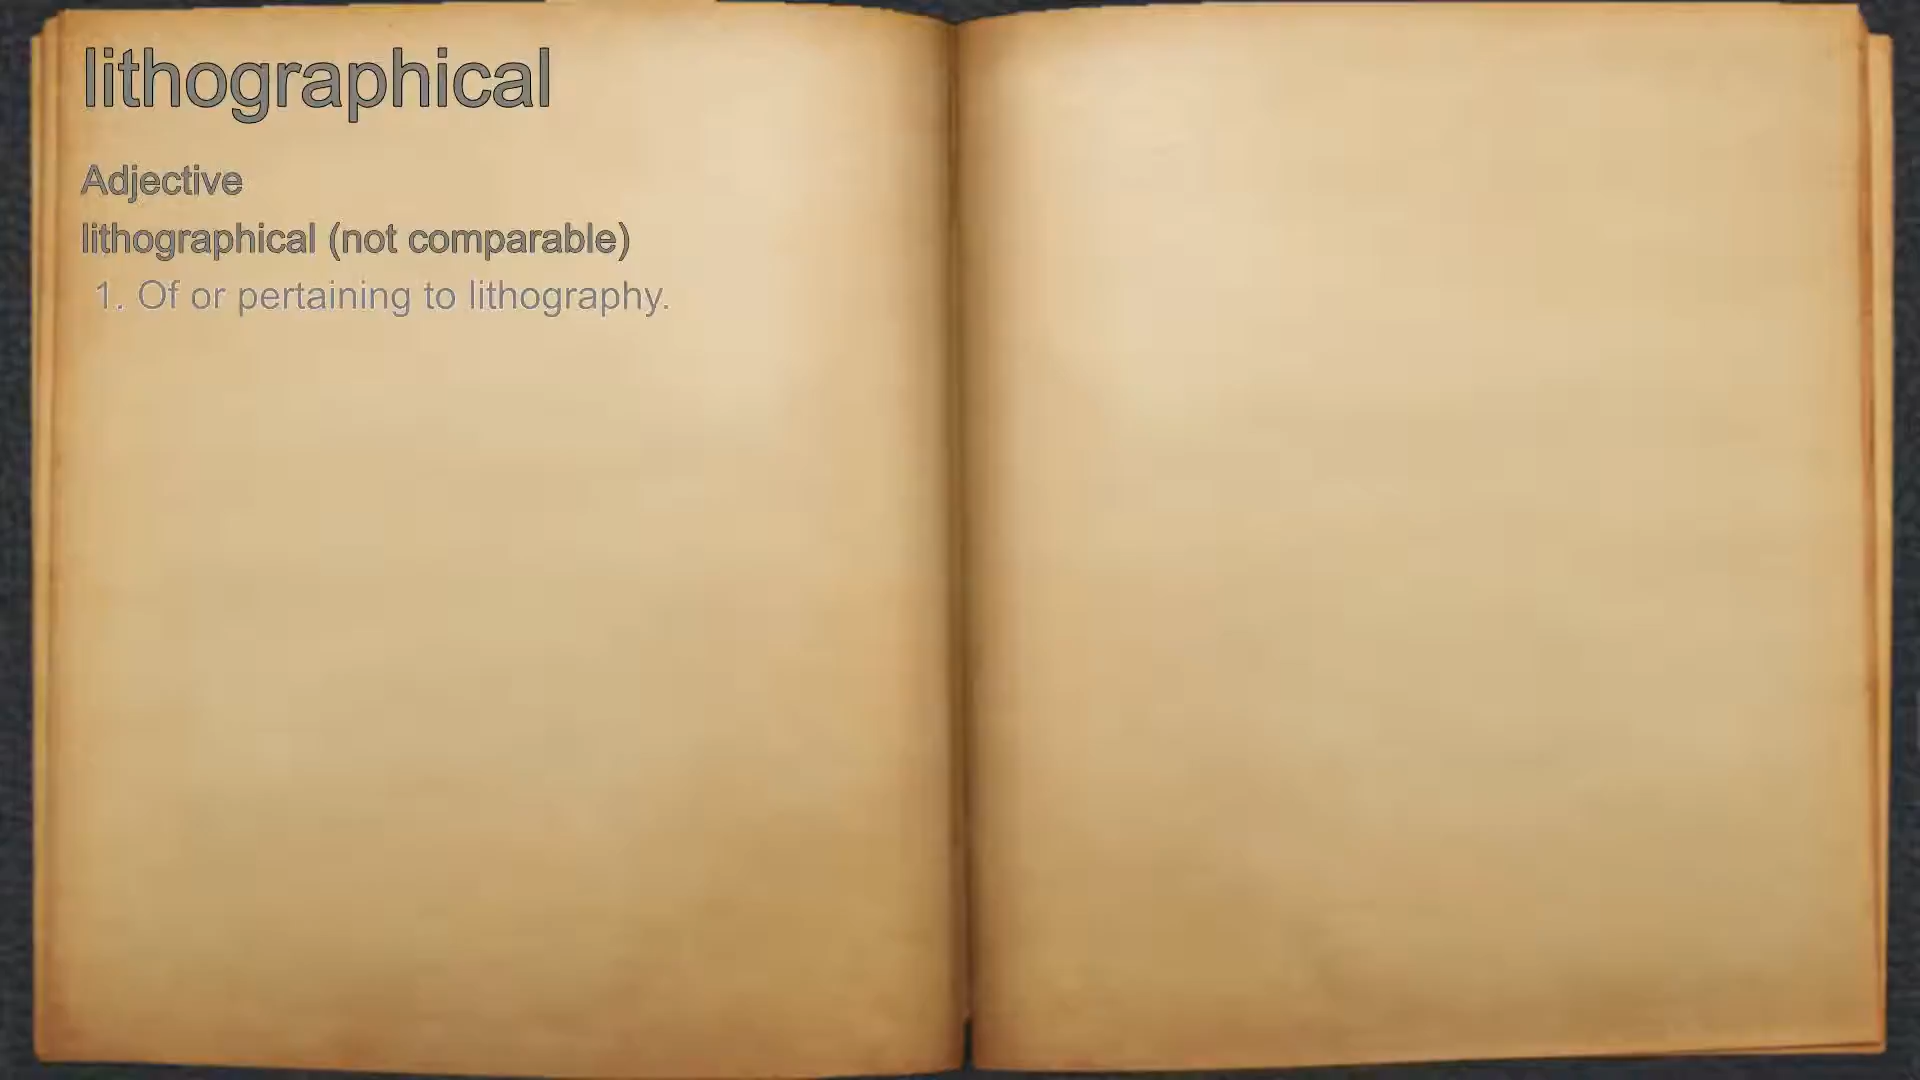 lithographical
Adjective
lithographical (not comparable)
1. Of or pertaining to lithography.